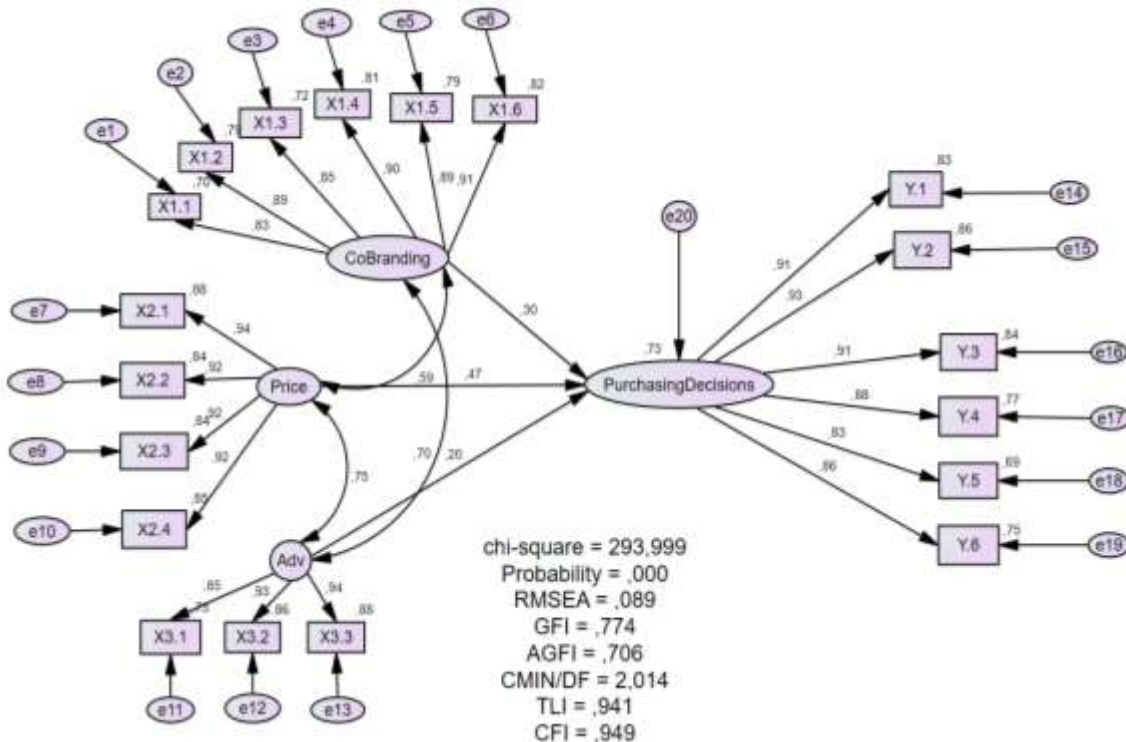 e4
e5
e6
e3
,81
,79
,82
e2
,72
X1.4
X1.5
X1.6
X1.3
e1
X1.2
,70
X1.1
,90
,89
,91
,85
,89
,83
CoBranding
e20
,83
Y.1
e14
,86
Y.2
e15
,91
,93
e7
X2.1
,88
,94
,30
,73
,84
Y.3
e16
,91
e8
X2.2
,84
,92
Price
,59
,47
PurchasingDecisions
,88
Y.4
,77
e17
e9
X2.3
,84
,92
,92
,83
Y.5
,69
e18
,70
,75
,86
e10
X2.4
Y.6
,75
e19
Adv
,85
,93
,94
X3.1
X3.2
,86
X3.3
,88
e11
e12
e13
chi-square = 293,999
Probability = ,000
RMSEA = ,089
GFI = ,774
AGFI = ,706
CMIN/DF = 2,014
TLI = ,941
CFI = ,949